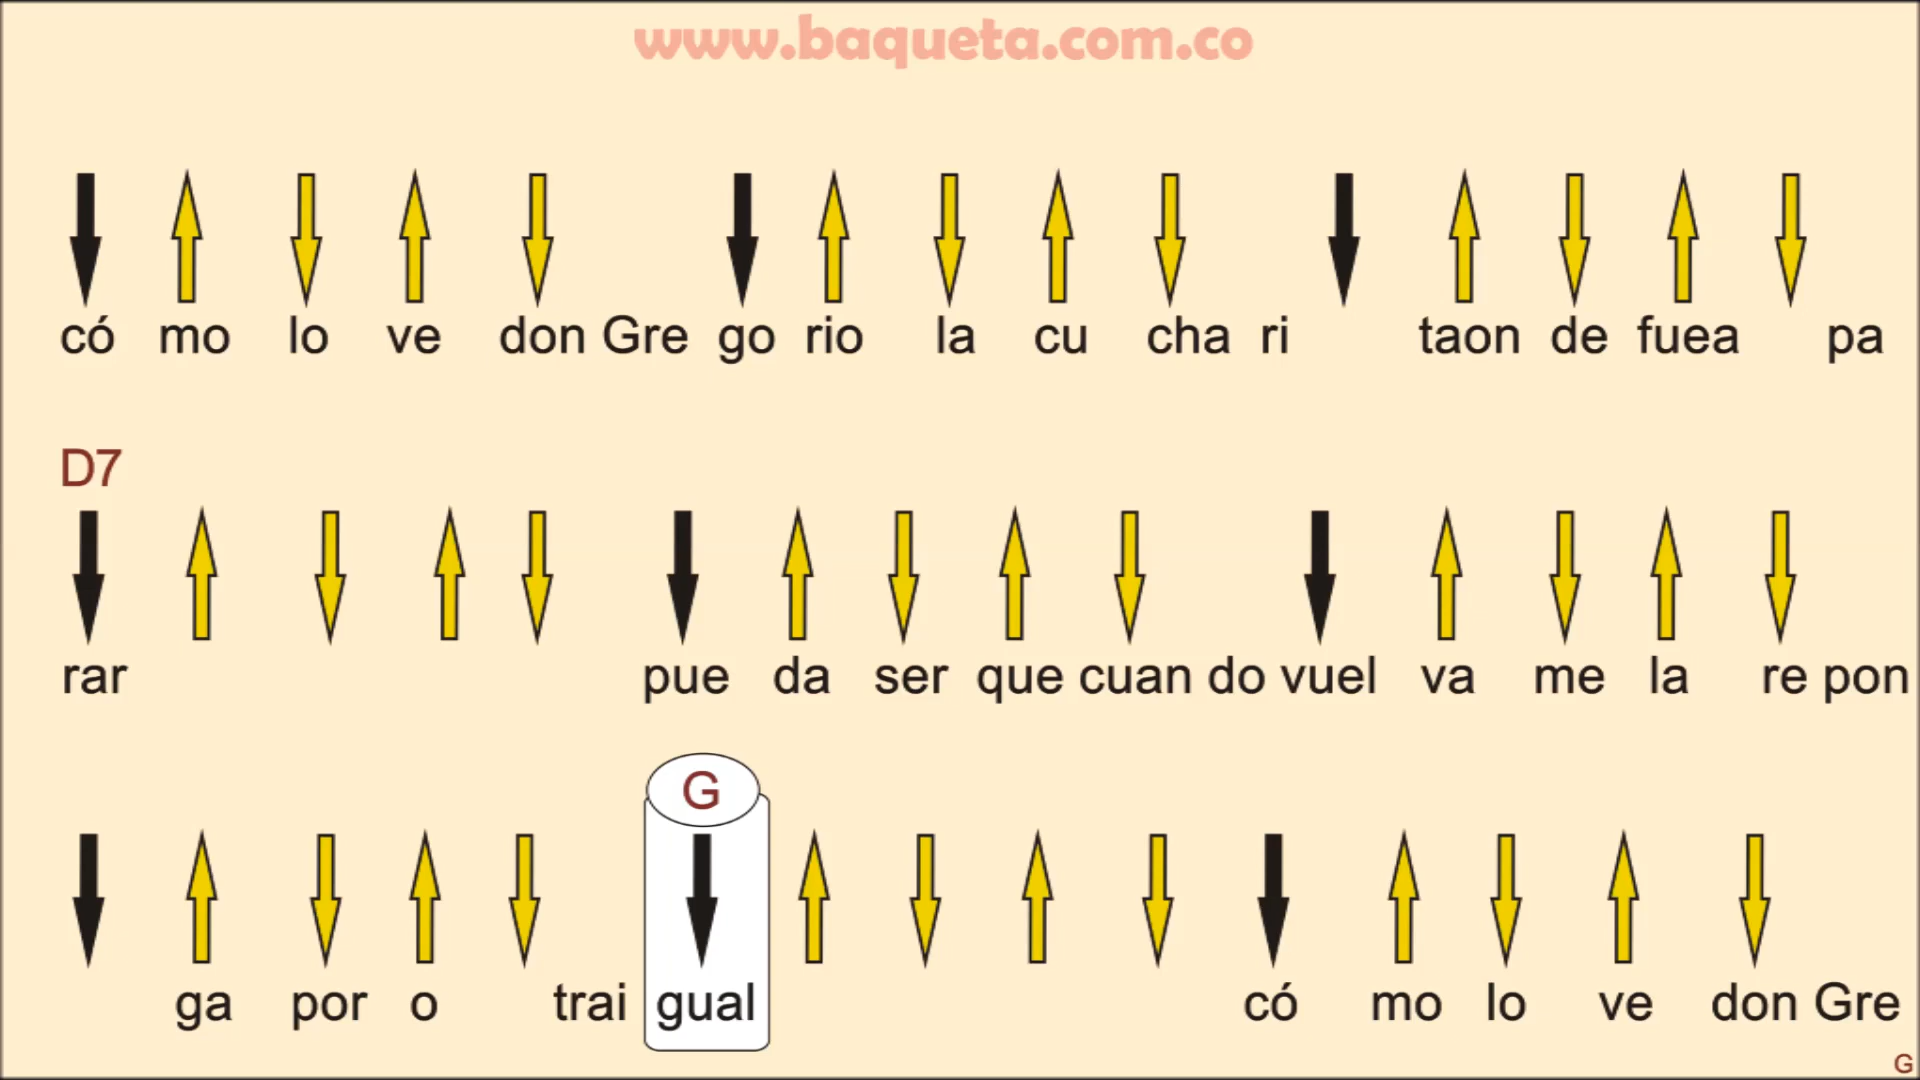 www.baqueta.com.co
có mo lo ve don Gre go rio la cu cha ri taon de fuea pa
D7
rar pue da ser que cuan do vuel va me la re pon
G
ga por o trai gual có mo lo ve don Gre
G